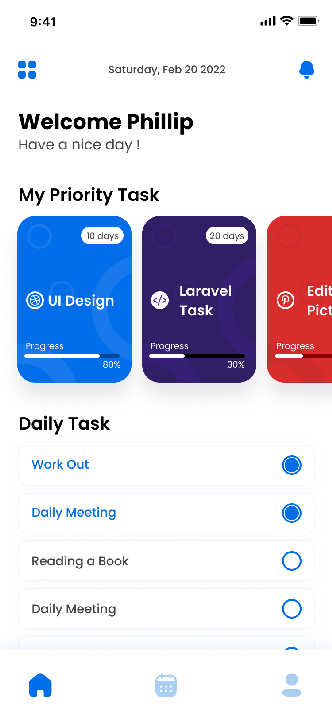 9:41
Saturday, Feb 20 2022
Welcome Phillip
Have a nice day !
My Priority Task
10 days
UI Design
Progress
80%
20 days
Laravel
Task
Progress
30%
Edit
Pict
Progress
Daily Task
Work Out
Daily Meeting
Reading a Book
Daily Meeting